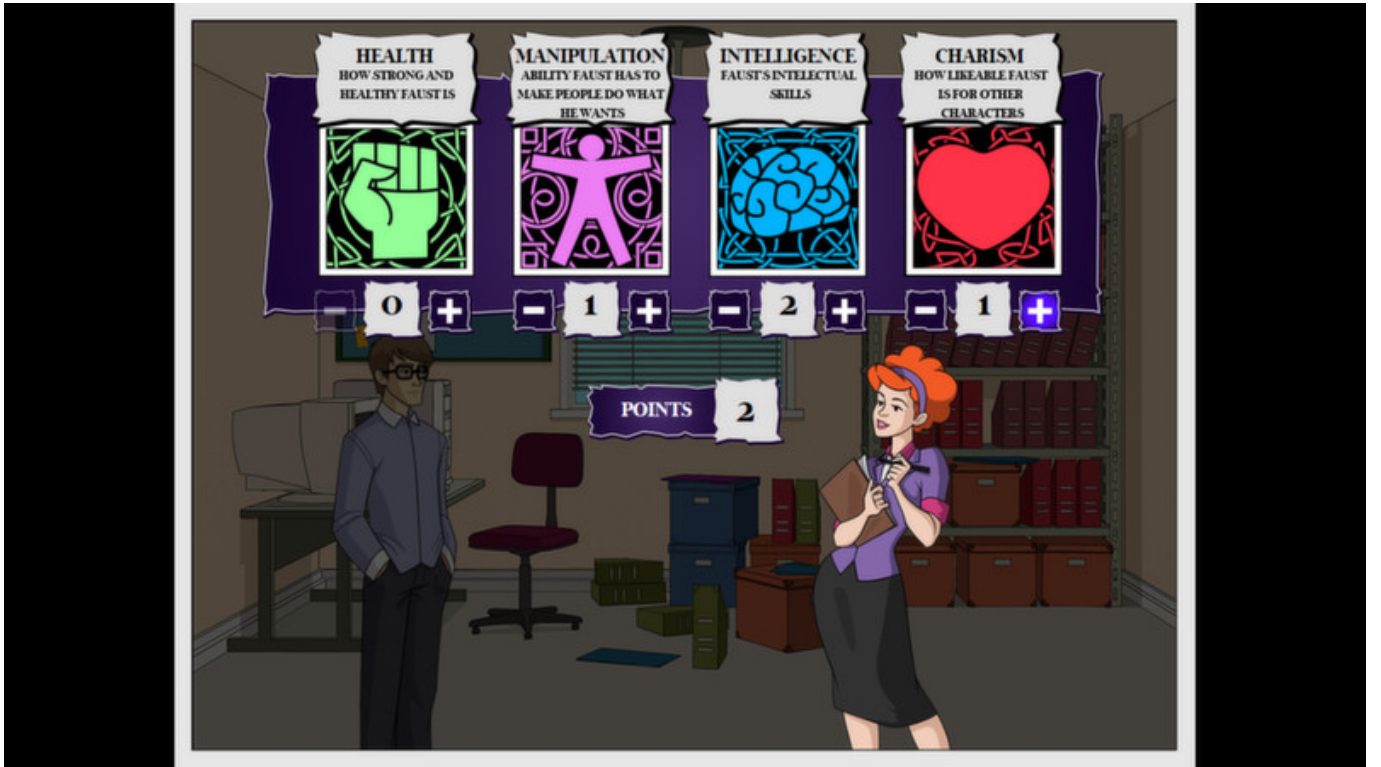 HEALTH
HOW STRONG AND
HEALTHY FAUST IS
MANIPULATION
ABILITY FAUST HAS TO
MAKE PEOPLE DO WHAT
HE WANTS
INTELLIGENCE
FAUST'S INTELECTUAL
SKILLS
CHARISM
HOW LIKEABLE FAUST
IS FOR OTHER
CHARACTERS
- 0 +
- 1 +
- 2 +
- 1 +
POINTS 2